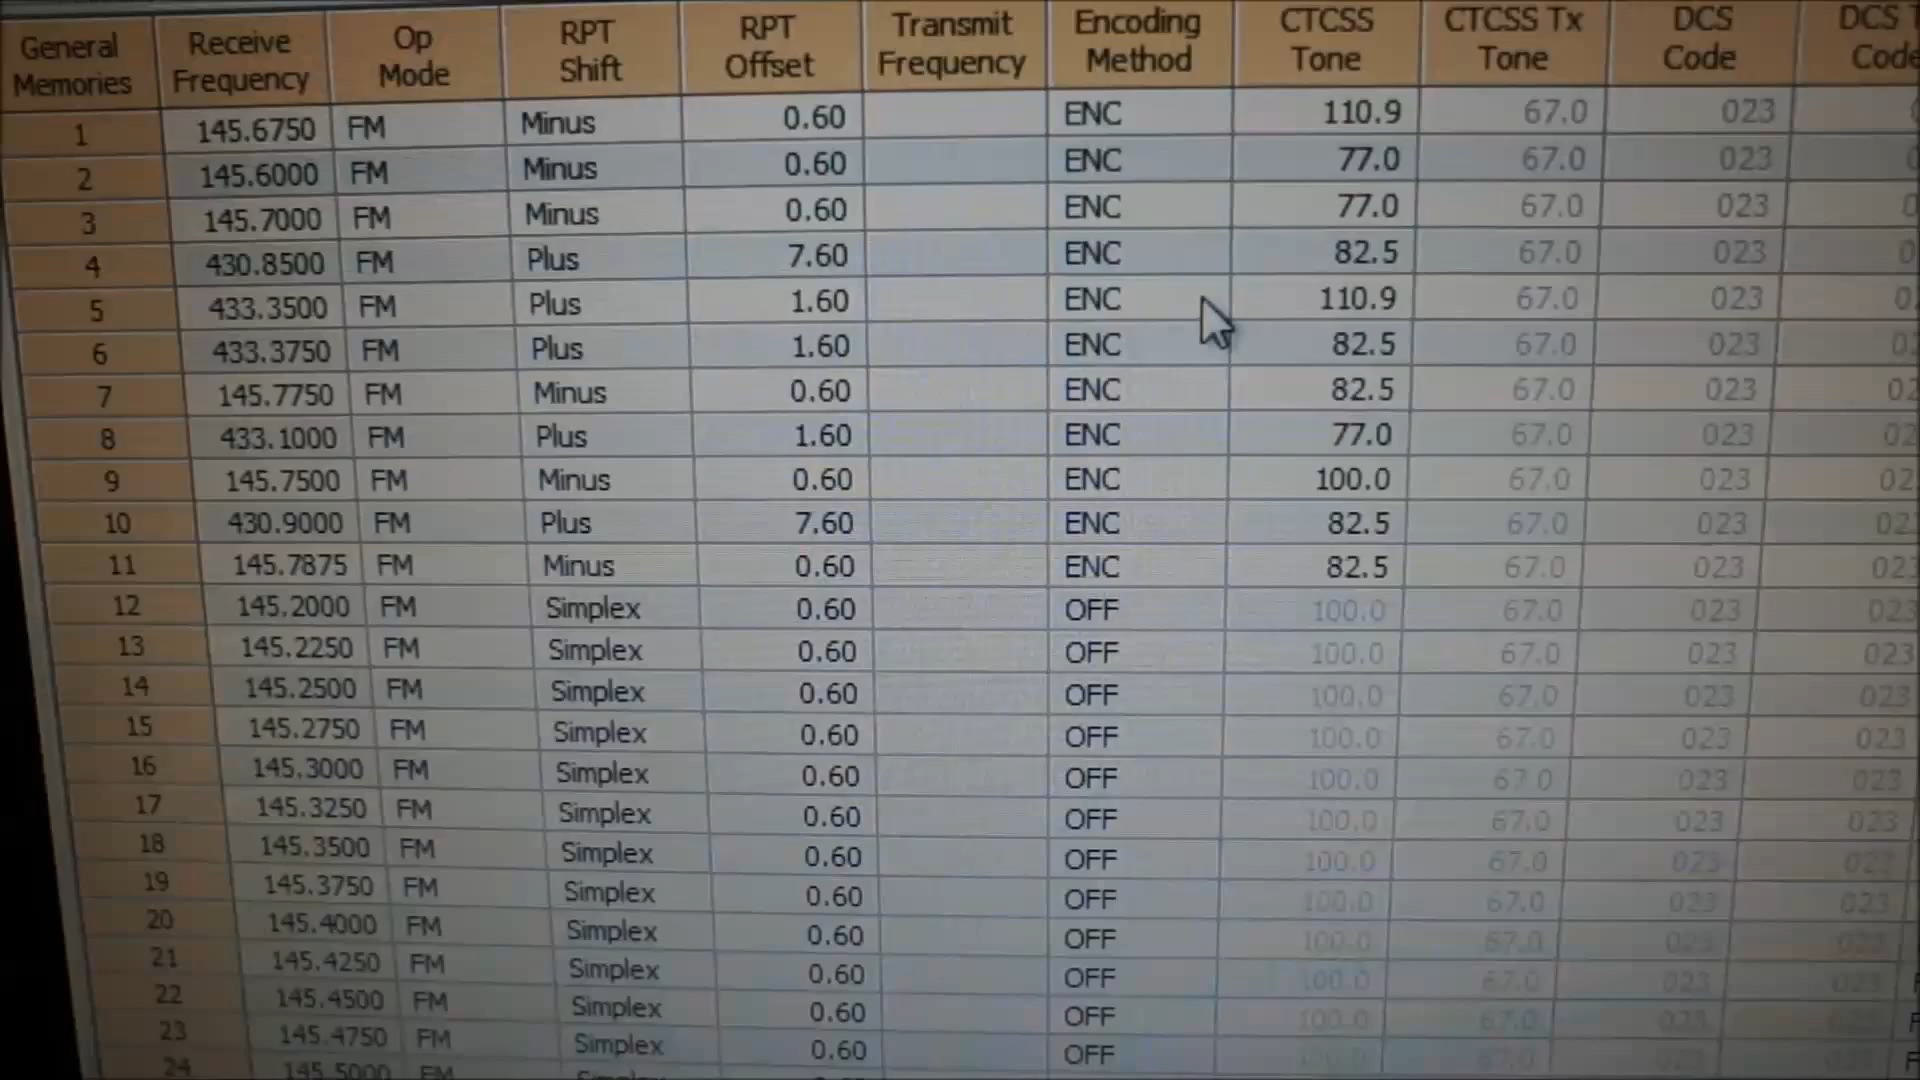 General Memories Receive Frequency Op Mode RPT Shift RPT Offset Transmit Frequency Encoding Method CTCSS Tone CTCSS Tx Tone DCS Code DCS
1 145.6750 FM Minus 0.60 ENC 110.9 67.0 023
2 145.6000 FM Minus 0.60 ENC 77.0 67.0 023
3 145.7000 FM Minus 0.60 ENC 77.0 67.0 023
4 430.8500 FM Plus 7.60 ENC 82.5 67.0 023
5 433.3500 FM Plus 1.60 ENC 110.9 67.0 023
6 433.3750 FM Plus 1.60 ENC 82.5 67.0 023
7 145.7750 FM Minus 0.60 ENC 82.5 67.0 023 02
8 433.1000 FM Plus 1.60 ENC 77.0 67.0 023 02
9 145.7500 FM Minus 0.60 ENC 100.0 67.0 023 02
10 430.9000 FM Plus 7.60 ENC 82.5 67.0 023 02
11 145.7875 FM Minus 0.60 ENC 82.5 67.0 023 023
12 145.2000 FM Simplex 0.60 OFF 100.0 67.0 023 023
13 145.2250 FM Simplex 0.60 OFF 100.0 67.0 023 023
14 145.2500 FM Simplex 0.60 OFF 100.0 67.0 023 023
15 145.2750 FM Simplex 0.60 OFF 100.0 67.0 023 023
16 145.3000 FM Simplex 0.60 OFF 100.0 67.0 023 023
17 145.3250 FM Simplex 0.60 OFF 100.0 67.0 023 023
18 145.3500 FM Simplex 0.60 OFF 100.0 67.0 023 023
19 145.3750 FM Simplex 0.60 OFF 100.0 67.0 023 023
20 145.4000 FM Simplex 0.60 OFF 100.0 67.0 023 023
21 145.4250 FM Simplex 0.60 OFF 100.0 67.0 023 023
22 145.4500 FM Simplex 0.60 OFF 100.0 67.0 023 023
23 145.4750 FM Simplex 0.60 OFF 100.0 67.0 023 023
24 145.5000 FM Simplex